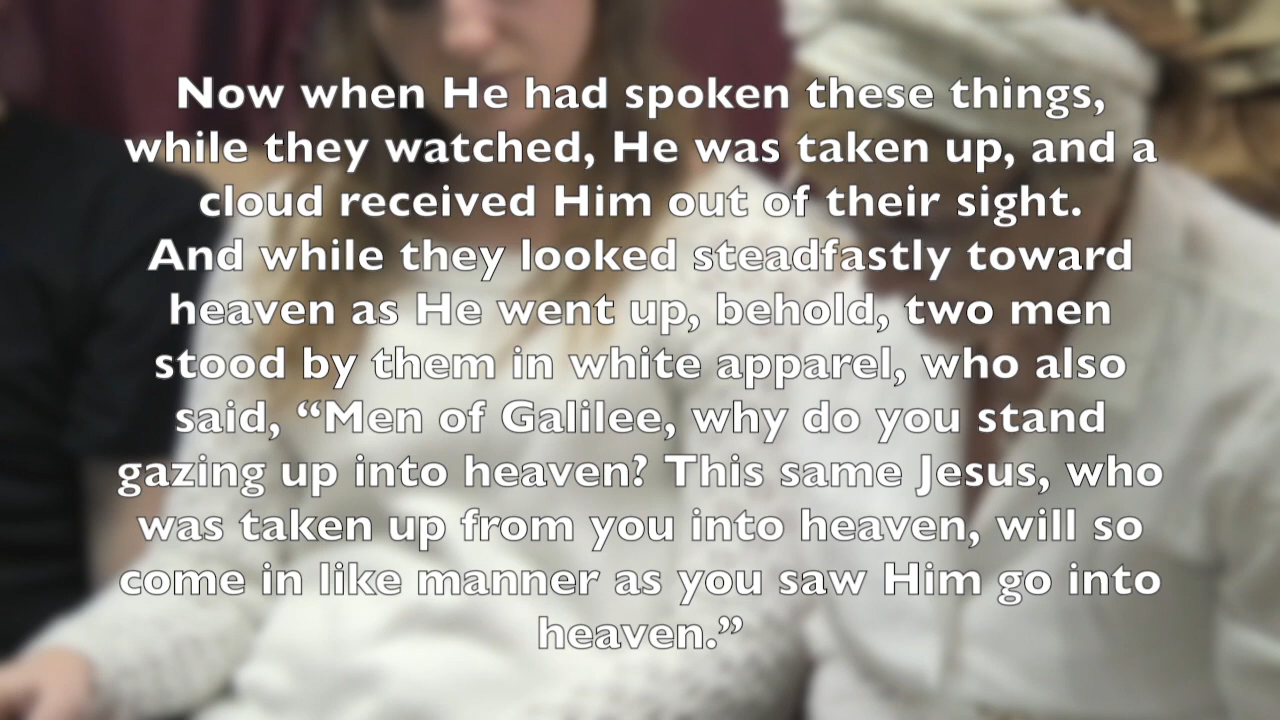 Now when He had spoken these things,
while they watched, He was taken up, and a
cloud received Him out of their sight.
And while they looked steadfastly toward
heaven as He went up, behold, two men
stood by them in white apparel, who also
said, “Men of Galilee, why do you stand
gazing up into heaven? This same Jesus, who
was taken up from you into heaven, will so
come in like manner as you saw Him go into
heaven.”